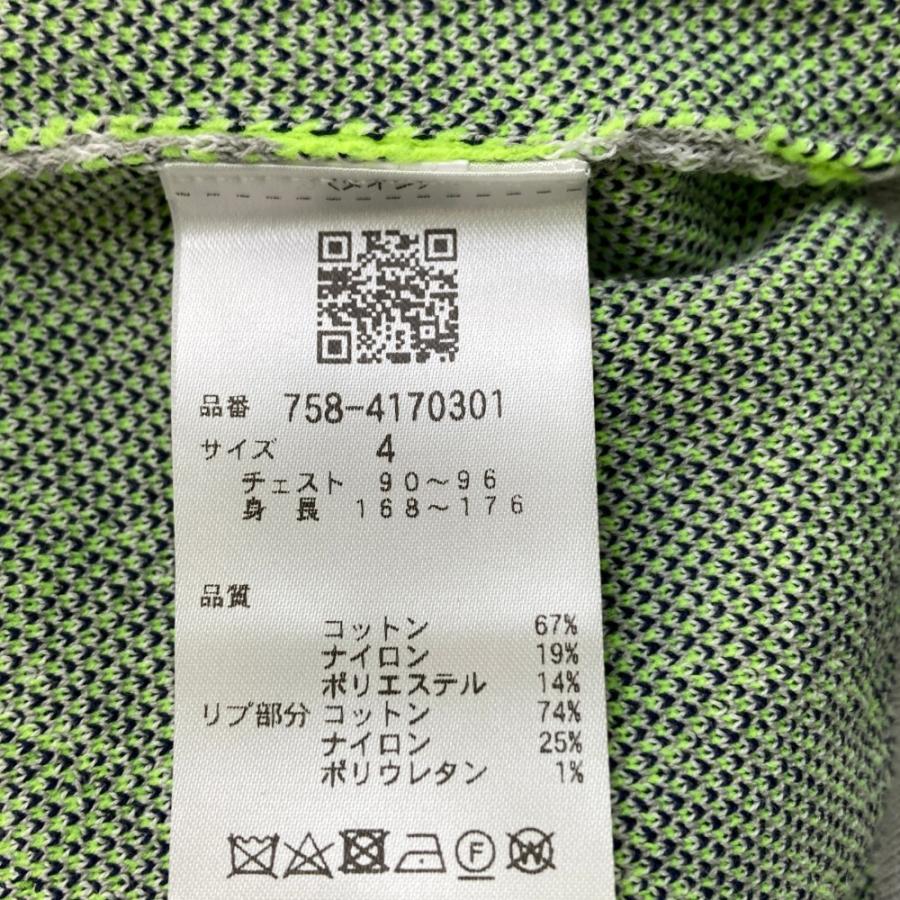 品番 758-4170301
サイズ 4
チェスト 90～96
身長 168～176
品質
コットン 67%
ナイロン 19%
ポリエステル 14%
リブ部分 コットン 74%
ナイロン 25%
ポリウレタン 1%
F W